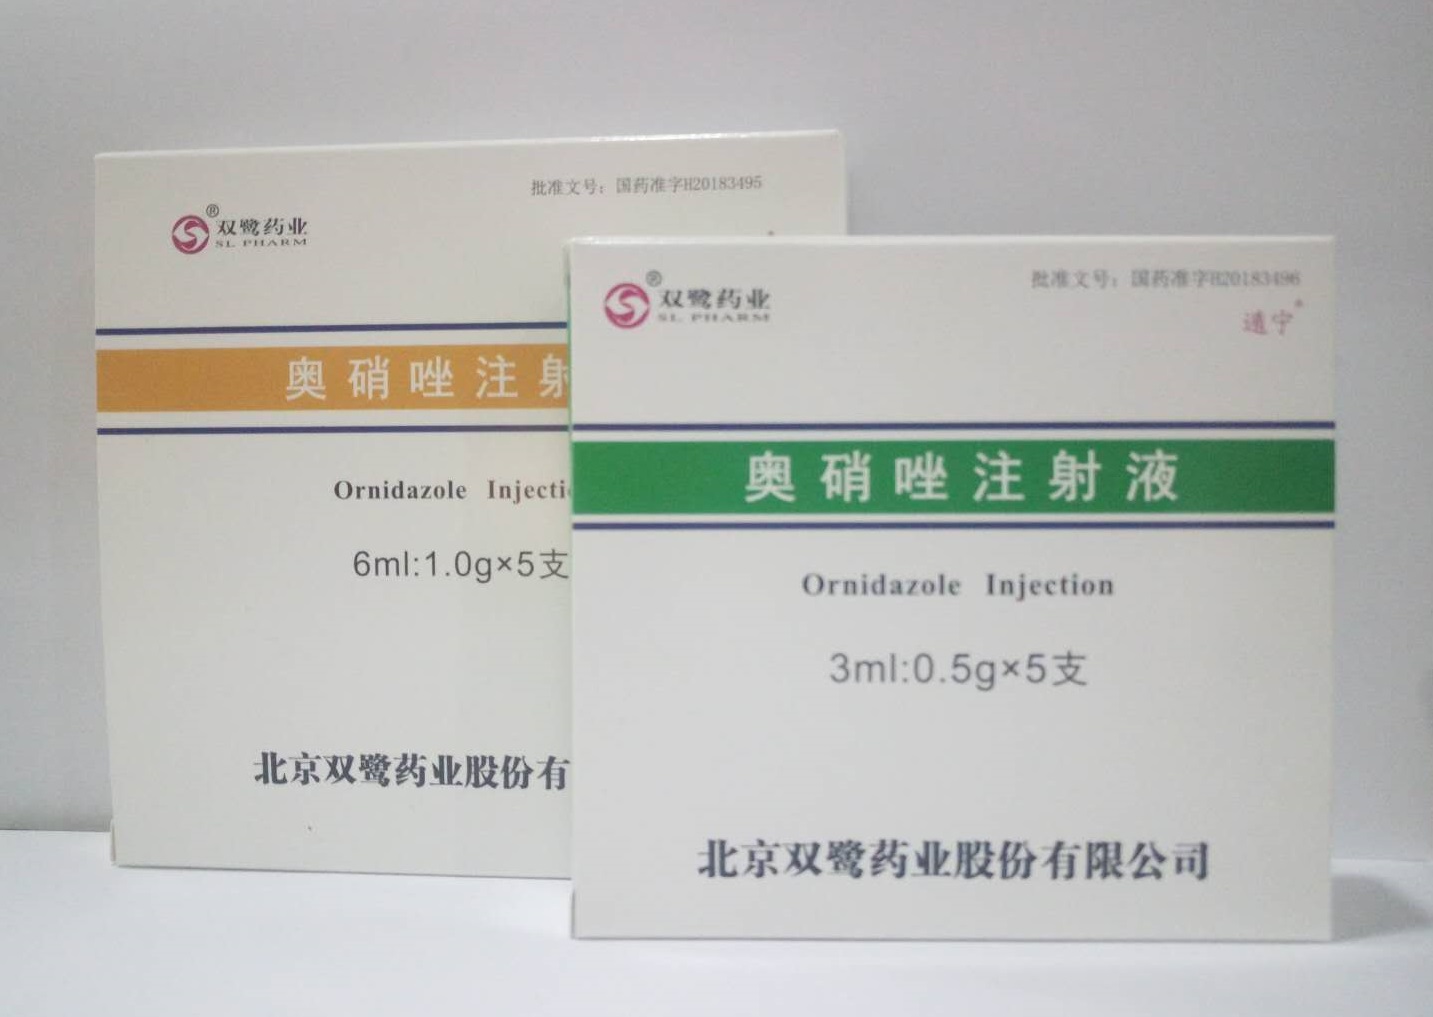 批准文号：国药准字H20183495
®
双鹭药业
SL PHARM
奥硝唑注射
Ornidazole Injecti
6ml:1.0g×5支
北京双鹭药业股份有
批准文号：国药准字H20183496
®
双鹭药业
SL PHARM
奥硝唑注射液
Ornidazole Injection
3ml:0.5g×5支
北京双鹭药业股份有限公司